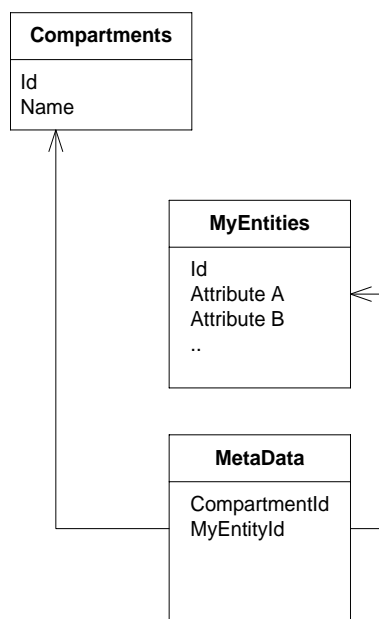 Compartments
Id
Name
MyEntities
Id
Attribute A
Attribute B
..
MetaData
CompartmentId
MyEntityId